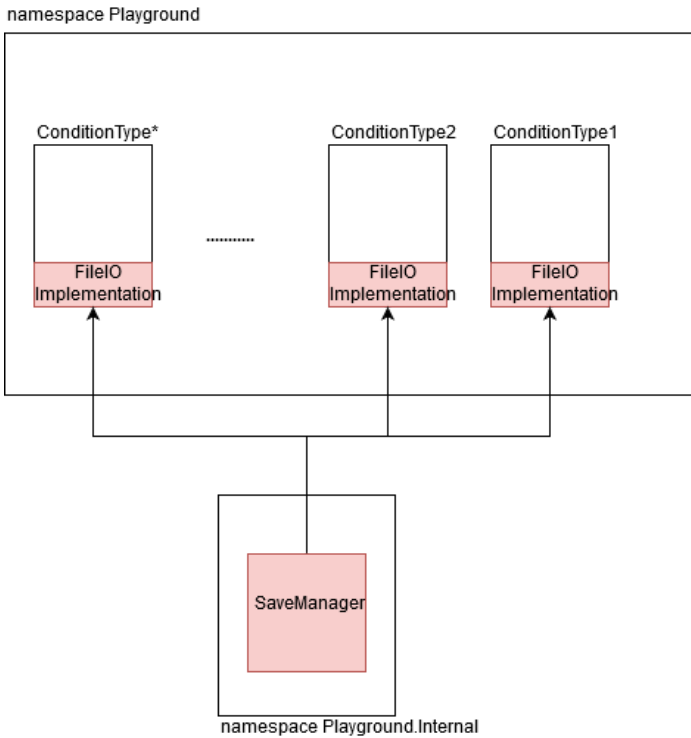 namespace Playground
ConditionType*
ConditionType2
ConditionType1
...........
FileIO
Implementation
FileIO
Implementation
FileIO
Implementation
SaveManager
namespace Playground.Internal